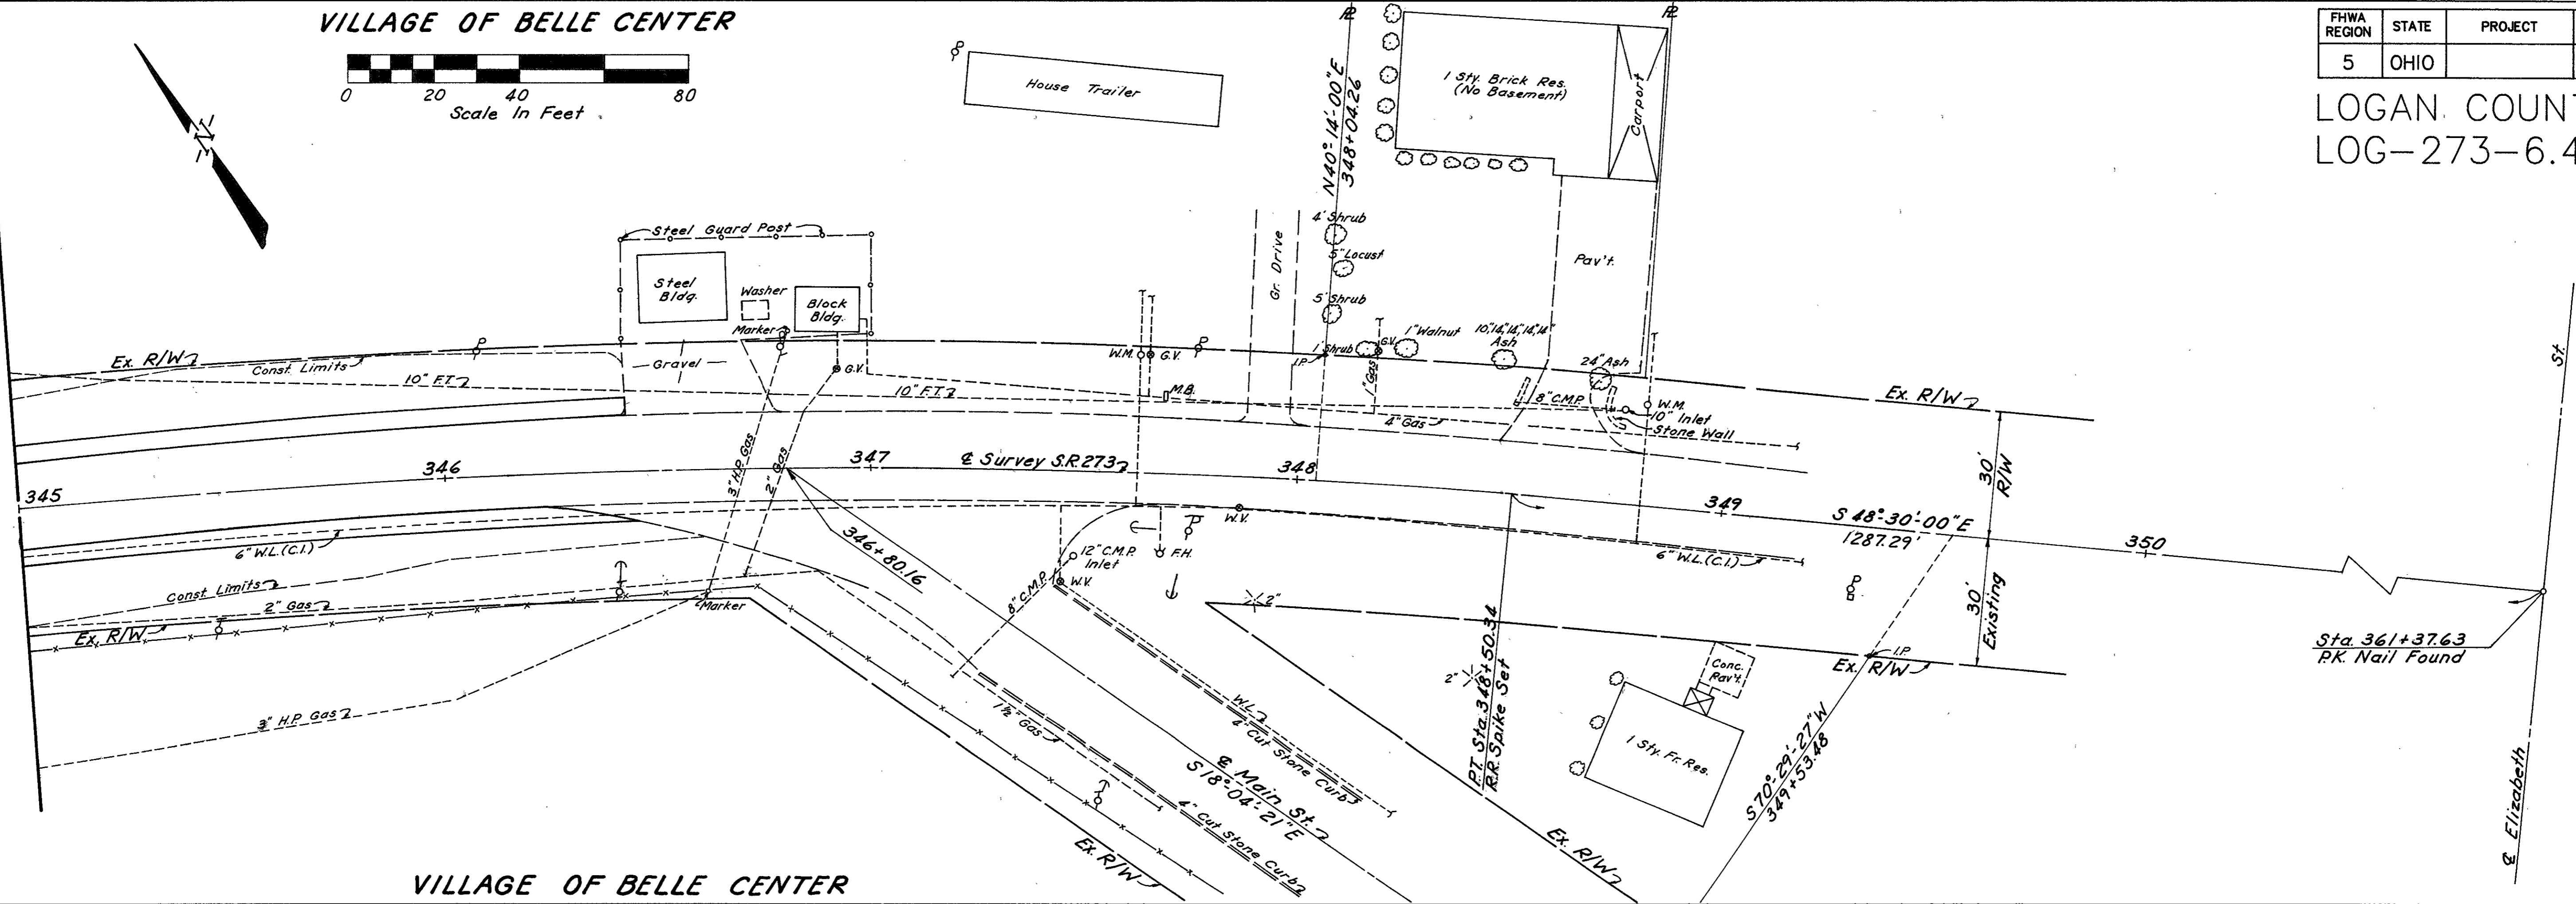 VILLAGE OF BELLE CENTER
0 20 40 80
Scale In Feet
N
FHWA REGION STATE PROJECT
5 OHIO
LOGAN COUN
LOG-273-6.4
House Trailer
1 Sty. Brick Res.
(No Basement)
Carport
N40°-14'-00"E
348+04.26
4' Shrub
5" Locust
5' Shrub
Gr. Drive
Pav't.
Steel Guard Post
Steel
Bldg.
Washer
Block
Bldg.
Marker
Ex. R/W
Const. Limits
Gravel
G.V.
W.M.
G.V.
1' Shrub
I.P.
G.V.
1" Walnut
10",14",14",14",14"
Ash
24" Ash
10" F.T.
10" F.T.
M.B.
1" Gas
8" C.M.P.
W.M.
10" Inlet
Stone Wall
4" Gas
Ex. R/W
30'
R/W
St.
3" H.P. Gas
2" Gas
345
346
347
℄ Survey S.R. 273
348
349
350
S 48°-30'-00"E
1287.29'
6" W.L. (C.I.)
346+80.16
W.V.
12" C.M.P.
Inlet
F.H.
W.V.
8" C.M.P.
6" W.L. (C.I.)
Const Limits
2" Gas
Marker
Ex. R/W
2"
30'
Existing
I.P.
Ex. R/W
Sta. 361+37.63
P.K. Nail Found
P.T. Sta. 348+50.34
R.R. Spike Set
2"
Conc.
Pav't.
1 Sty. Fr. Res.
S70°-29'-27"W
349+53.48
3" H.P. Gas
1½" Gas
W.L.
4" Cut Stone Curb
℄ Main St.
S18°-04'-21"E
4" Cut Stone Curb
Ex. R/W
Ex. R/W
℄ Elizabeth
VILLAGE OF BELLE CENTER